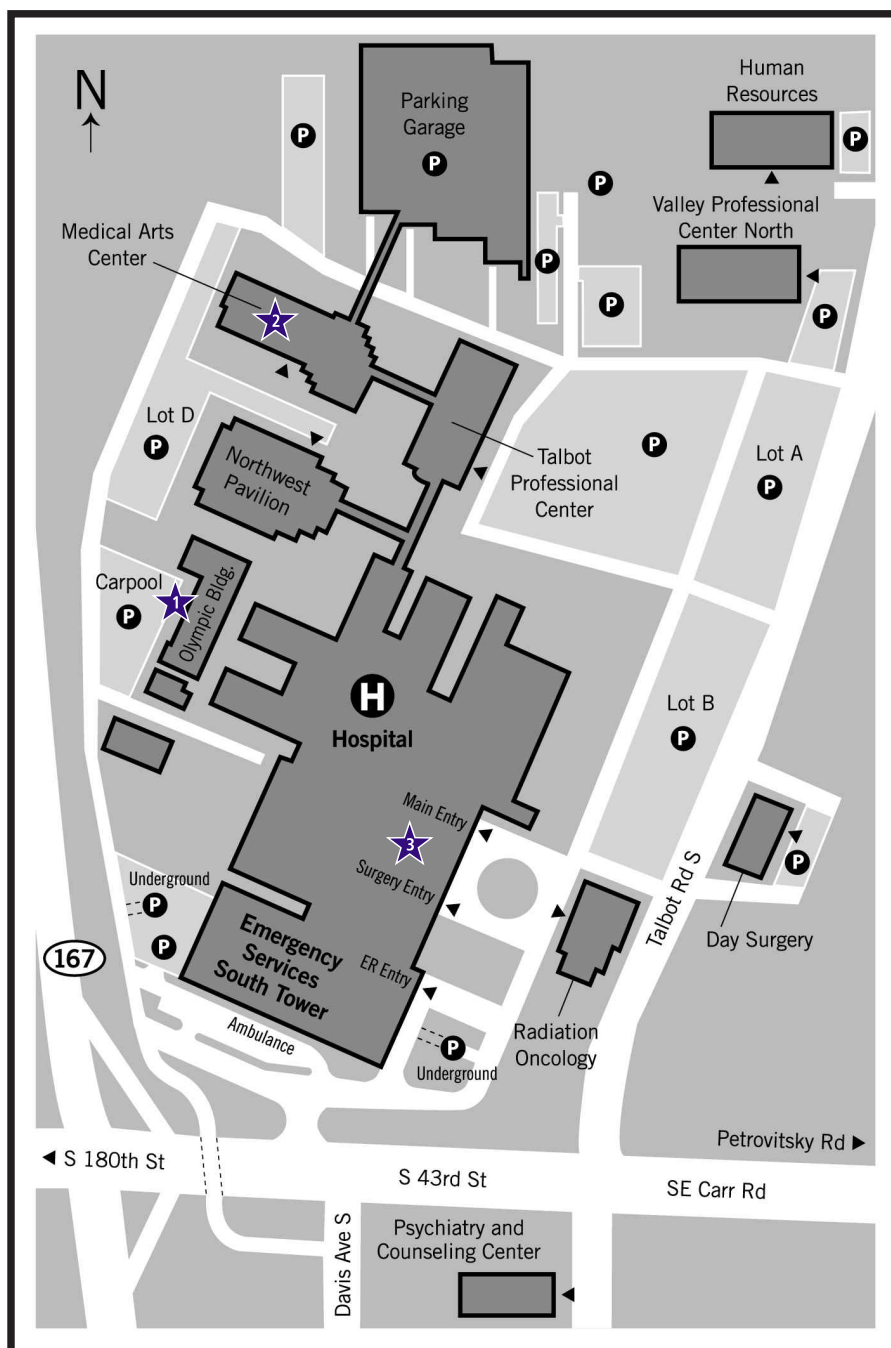 N
Parking
Garage
P
P
Human
Resources
P
P
Valley Professional
Center North
P
P
P
Medical Arts
Center
2
Lot D
P
Northwest
Pavilion
Talbot
Professional
Center
P
Lot A
P
Carpool
P
1
Olympic Bldg.
H
Hospital
Lot B
P
Main Entry
3
Surgery Entry
Underground
P
P
Emergency
Services
South Tower
ER Entry
167
Ambulance
P
Underground
Radiation
Oncology
Talbot Rd S
P
Day Surgery
Petrovitsky Rd
S 180th St
S 43rd St
SE Carr Rd
Davis Ave S
Psychiatry and
Counseling Center